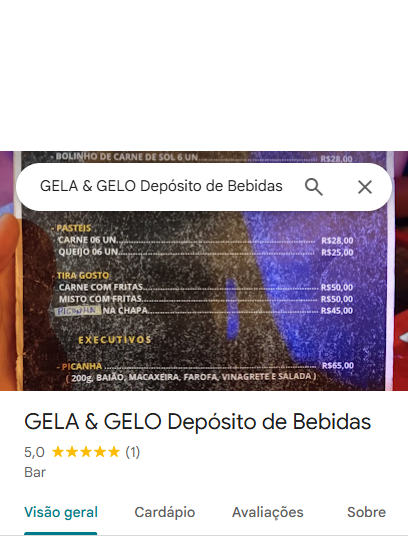 - BOLINHO DE CARNE DE SOL 6 UN................R$28,00
GELA & GELO Depósito de Bebidas
- PASTÉIS
CARNE 06 UN................R$28,00
QUEIJO 06 UN................R$25,00
TIRA GOSTO
CARNE COM FRITAS................R$50,00
MISTO COM FRITAS................R$50,00
NA CHAPA................R$45,00
EXECUTIVOS
- PICANHA ................R$65,00
( 200g, BAIÃO, MACAXEIRA, FAROFA, VINAGRETE E SALADA )
GELA & GELO Depósito de Bebidas
5,0 ★★★★★ (1)
Bar
Visão geral Cardápio Avaliações Sobre